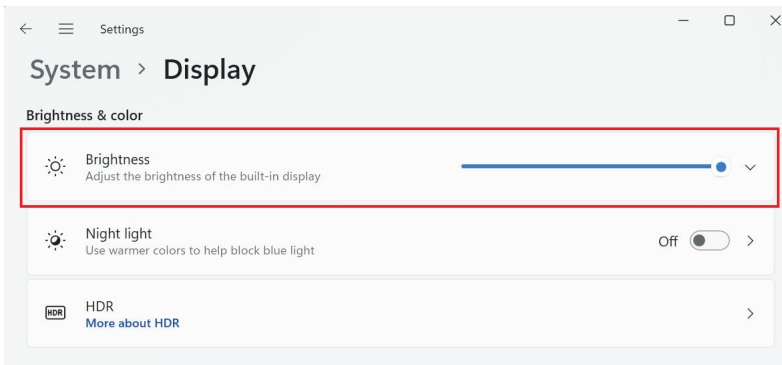 Settings
System > Display
Brightness & color
Brightness
Adjust the brightness of the built-in display
Night light
Use warmer colors to help block blue light
Off
HDR
HDR
More about HDR